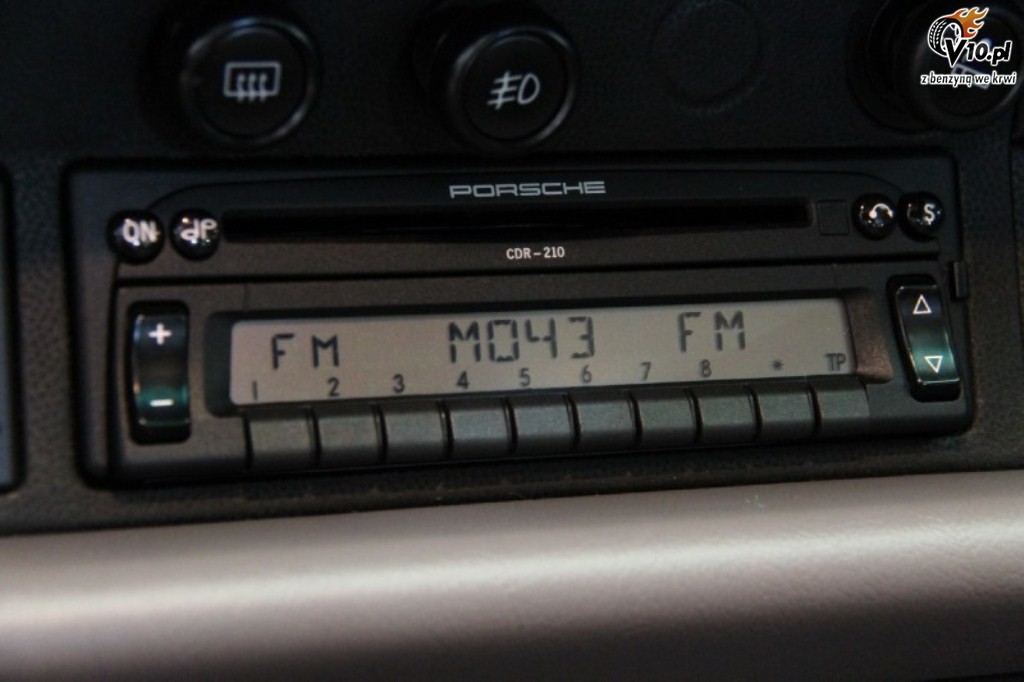 V10.pl
z benzyną we krwi
PORSCHE
ON dP S
CDR-210
+ FM M043 FM
1 2 3 4 5 6 7 8 * TP
−